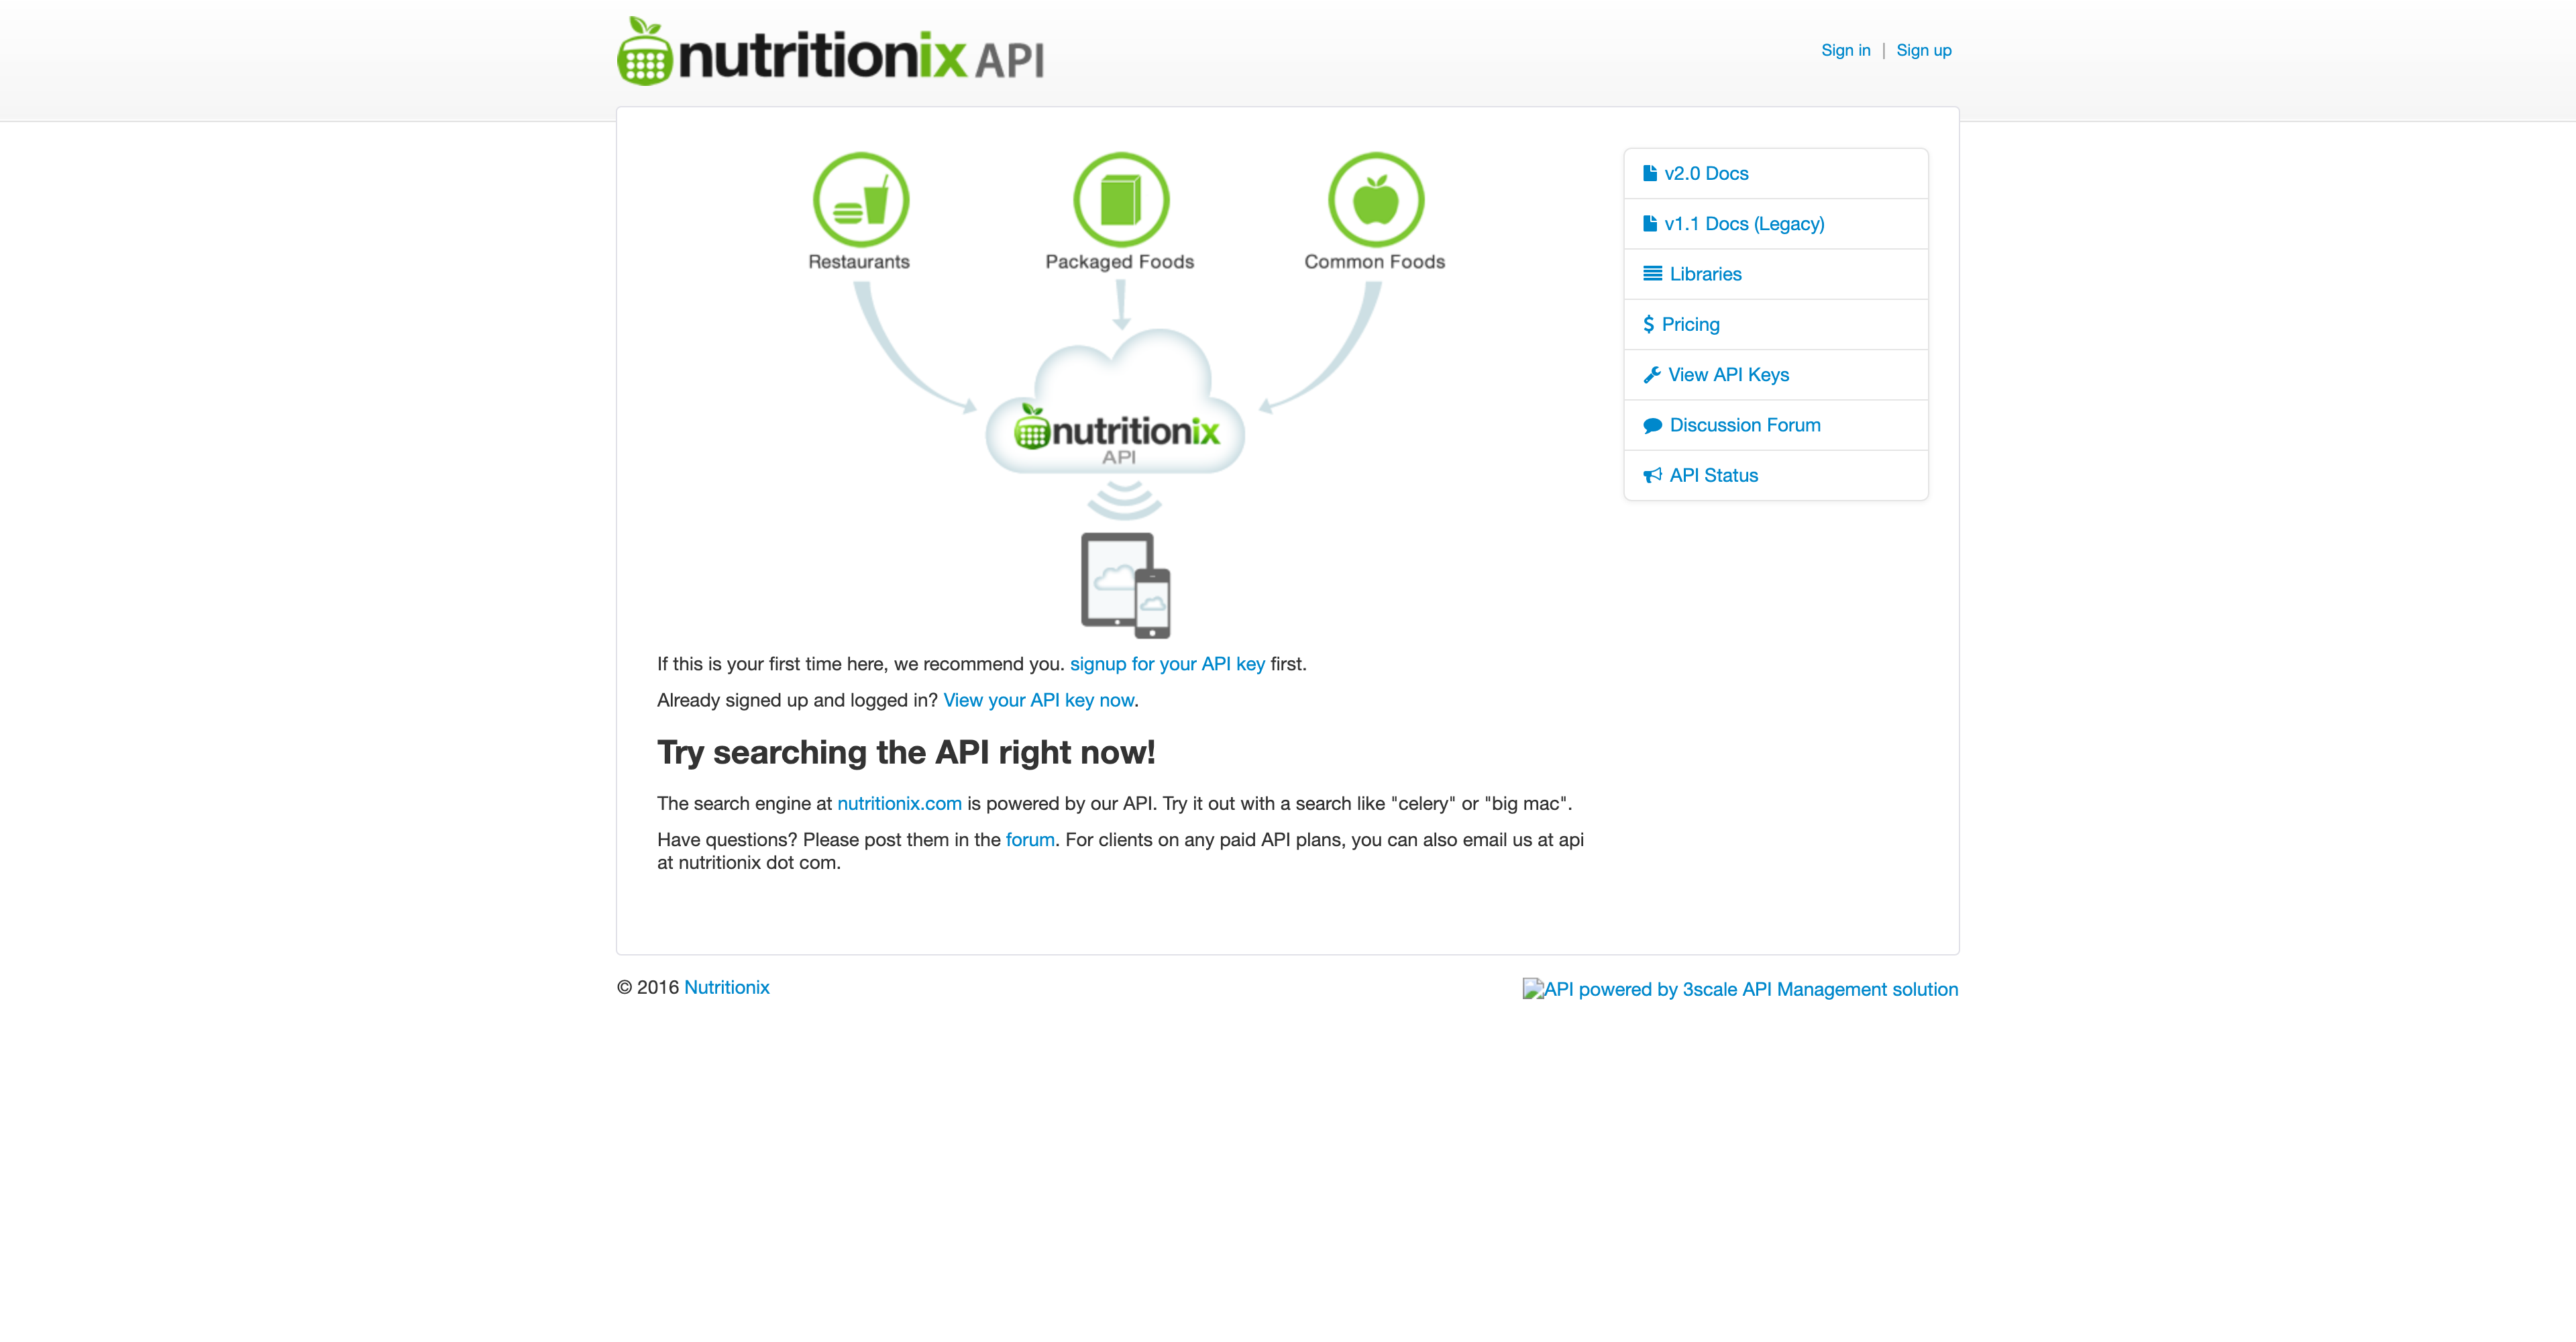 nutritionix API
Sign in | Sign up
Restaurants
Packaged Foods
Common Foods
nutritionix
API
v2.0 Docs
v1.1 Docs (Legacy)
Libraries
Pricing
View API Keys
Discussion Forum
API Status
If this is your first time here, we recommend you. signup for your API key first.
Already signed up and logged in? View your API key now.
Try searching the API right now!
The search engine at nutritionix.com is powered by our API. Try it out with a search like "celery" or "big mac".
Have questions? Please post them in the forum. For clients on any paid API plans, you can also email us at api
at nutritionix dot com.
© 2016 Nutritionix
API powered by 3scale API Management solution